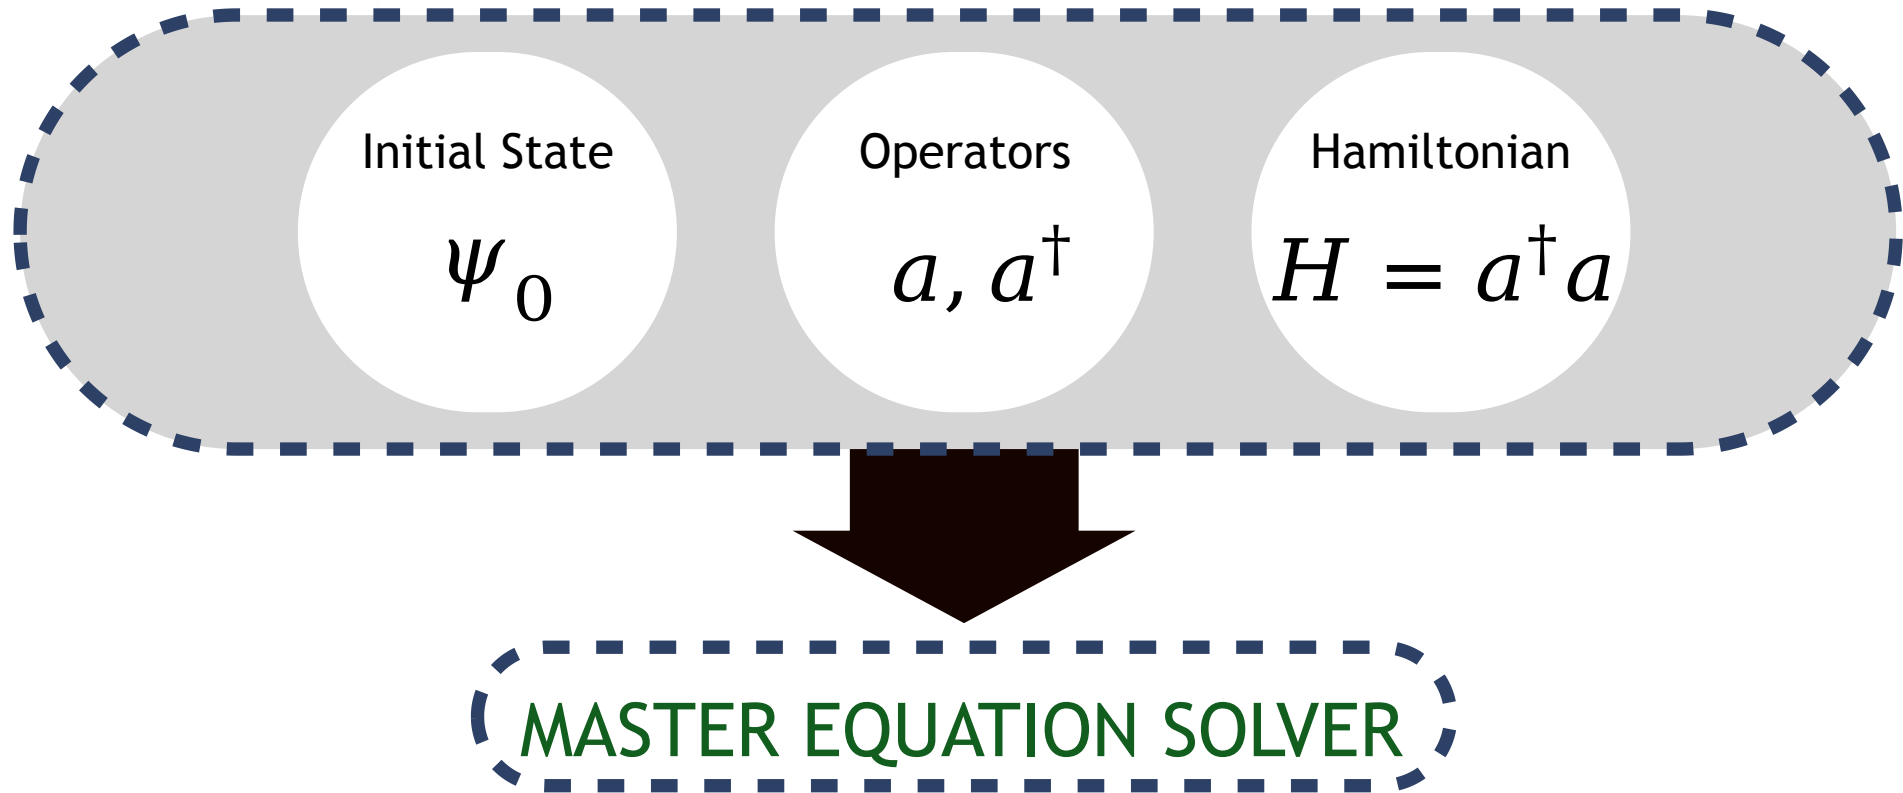 Initial State
ψ₀
Operators
a, a†
Hamiltonian
H = a†a
MASTER EQUATION SOLVER